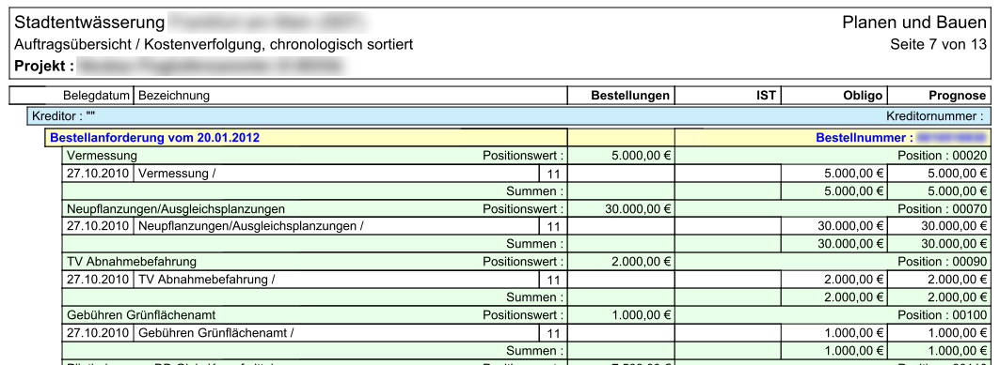 Stadtentwässerung Planen und Bauen
Auftragsübersicht / Kostenverfolgung, chronologisch sortiert Seite 7 von 13
Projekt :
Belegdatum Bezeichnung Bestellungen IST Obligo Prognose
Kreditor : "" Kreditornummer :
Bestellanforderung vom 20.01.2012 Bestellnummer :
Vermessung Positionswert : 5.000,00 € Position : 00020
27.10.2010 Vermessung / 11 5.000,00 € 5.000,00 €
Summen : 5.000,00 € 5.000,00 €
Neupflanzungen/Ausgleichsplanzungen Positionswert : 30.000,00 € Position : 00070
27.10.2010 Neupflanzungen/Ausgleichsplanzungen / 11 30.000,00 € 30.000,00 €
Summen : 30.000,00 € 30.000,00 €
TV Abnahmebefahrung Positionswert : 2.000,00 € Position : 00090
27.10.2010 TV Abnahmebefahrung / 11 2.000,00 € 2.000,00 €
Summen : 2.000,00 € 2.000,00 €
Gebühren Grünflächenamt Positionswert : 1.000,00 € Position : 00100
27.10.2010 Gebühren Grünflächenamt / 11 1.000,00 € 1.000,00 €
Summen : 1.000,00 € 1.000,00 €